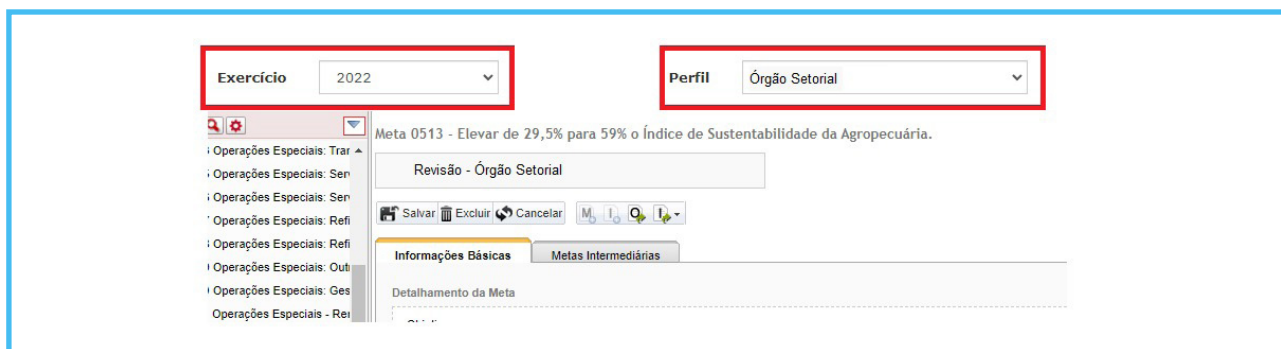 Exercício 2022 Perfil Órgão Setorial
Meta 0513 - Elevar de 29,5% para 59% o Índice de Sustentabilidade da Agropecuária.
Operações Especiais: Tran
Revisão - Órgão Setorial
Operações Especiais: Serv
Operações Especiais: Serv
Salvar Excluir Cancelar M I O I
Operações Especiais: Refi
Operações Especiais: Refi
Informações Básicas Metas Intermediárias
Operações Especiais: Outr
Operações Especiais: Ges
Detalhamento da Meta
Operações Especiais - Re